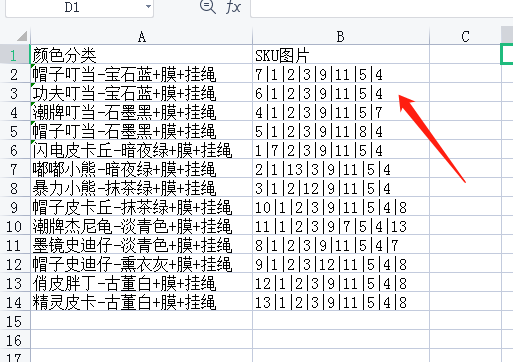 D1
fx
A B C
1 颜色分类 SKU图片
2 帽子叮当-宝石蓝+膜+挂绳 7|1|2|3|9|11|5|4
3 功夫叮当-宝石蓝+膜+挂绳 6|1|2|3|9|11|5|4
4 潮牌叮当-石墨黑+膜+挂绳 4|1|2|3|9|11|5|7
5 帽子叮当-石墨黑+膜+挂绳 5|1|2|3|9|11|8|4
6 闪电皮卡丘-暗夜绿+膜+挂绳 1|7|2|3|9|11|5|4
7 嘟嘟小熊-暗夜绿+膜+挂绳 2|1|13|3|9|11|5|4
8 暴力小熊-抹茶绿+膜+挂绳 3|1|2|12|9|11|5|4
9 帽子皮卡丘-抹茶绿+膜+挂绳 10|1|2|3|9|11|5|4|8
10 潮牌杰尼龟-淡青色+膜+挂绳 11|1|2|3|9|7|5|4|13
11 墨镜史迪仔-淡青色+膜+挂绳 8|1|2|3|9|11|5|4|7
12 帽子史迪仔-熏衣灰+膜+挂绳 9|1|2|3|12|11|5|4|8
13 俏皮胖丁-古董白+膜+挂绳 12|1|2|3|9|11|5|4|8
14 精灵皮卡-古董白+膜+挂绳 13|1|2|3|9|11|5|4|8
15
16
17